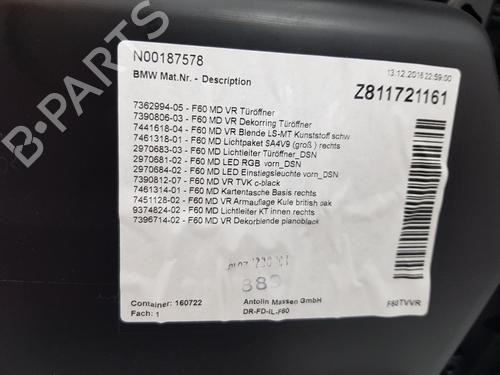 N00187578
13.12.2018 22:59:00
BMW Mat.Nr. - Description
Z811721161
7362994-05 - F60 MD VR Türöffner
7390806-03 - F60 MD VR Dekorring Türöffner
7441618-04 - F60 MD VR Blende LS-MT Kunststoff schw
7461318-01 - F60 MD Lichtpaket SA4V9 (groß ) rechts
2970683-03 - F60 MD Lichtleiter Türöffner_DSN
2970681-02 - F60 MD LED RGB vorn_DSN
2970684-02 - F60 MD LED Einstiegsleuchte vorn_DSN
7390812-07 - F60 MD VR TVK c-black
7461314-01 - F60 MD Kartentasche Basis rechts
7451128-02 - F60 MD VR Armauflage Kule british oak
9374824-02 - F60 MD Lichtleiter KT innen rechts
7396714-02 - F60 MD VR Dekorblende pianoblack
889
Container: 160722
Antolin Massen GmbH
F60TVVR
Fach: 1
DR-FD-IL-F60
B-PARTS